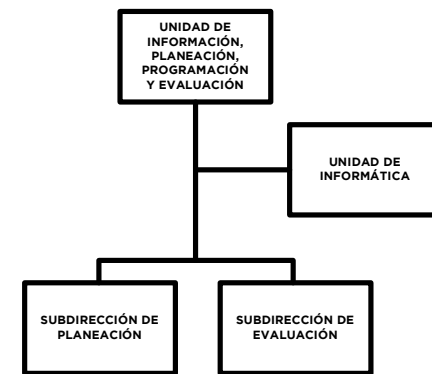 UNIDAD DE
INFORMACIÓN,
PLANEACIÓN,
PROGRAMACIÓN
Y EVALUACIÓN
UNIDAD DE
INFORMÁTICA
SUBDIRECCIÓN DE
PLANEACIÓN
SUBDIRECCIÓN DE
EVALUACIÓN